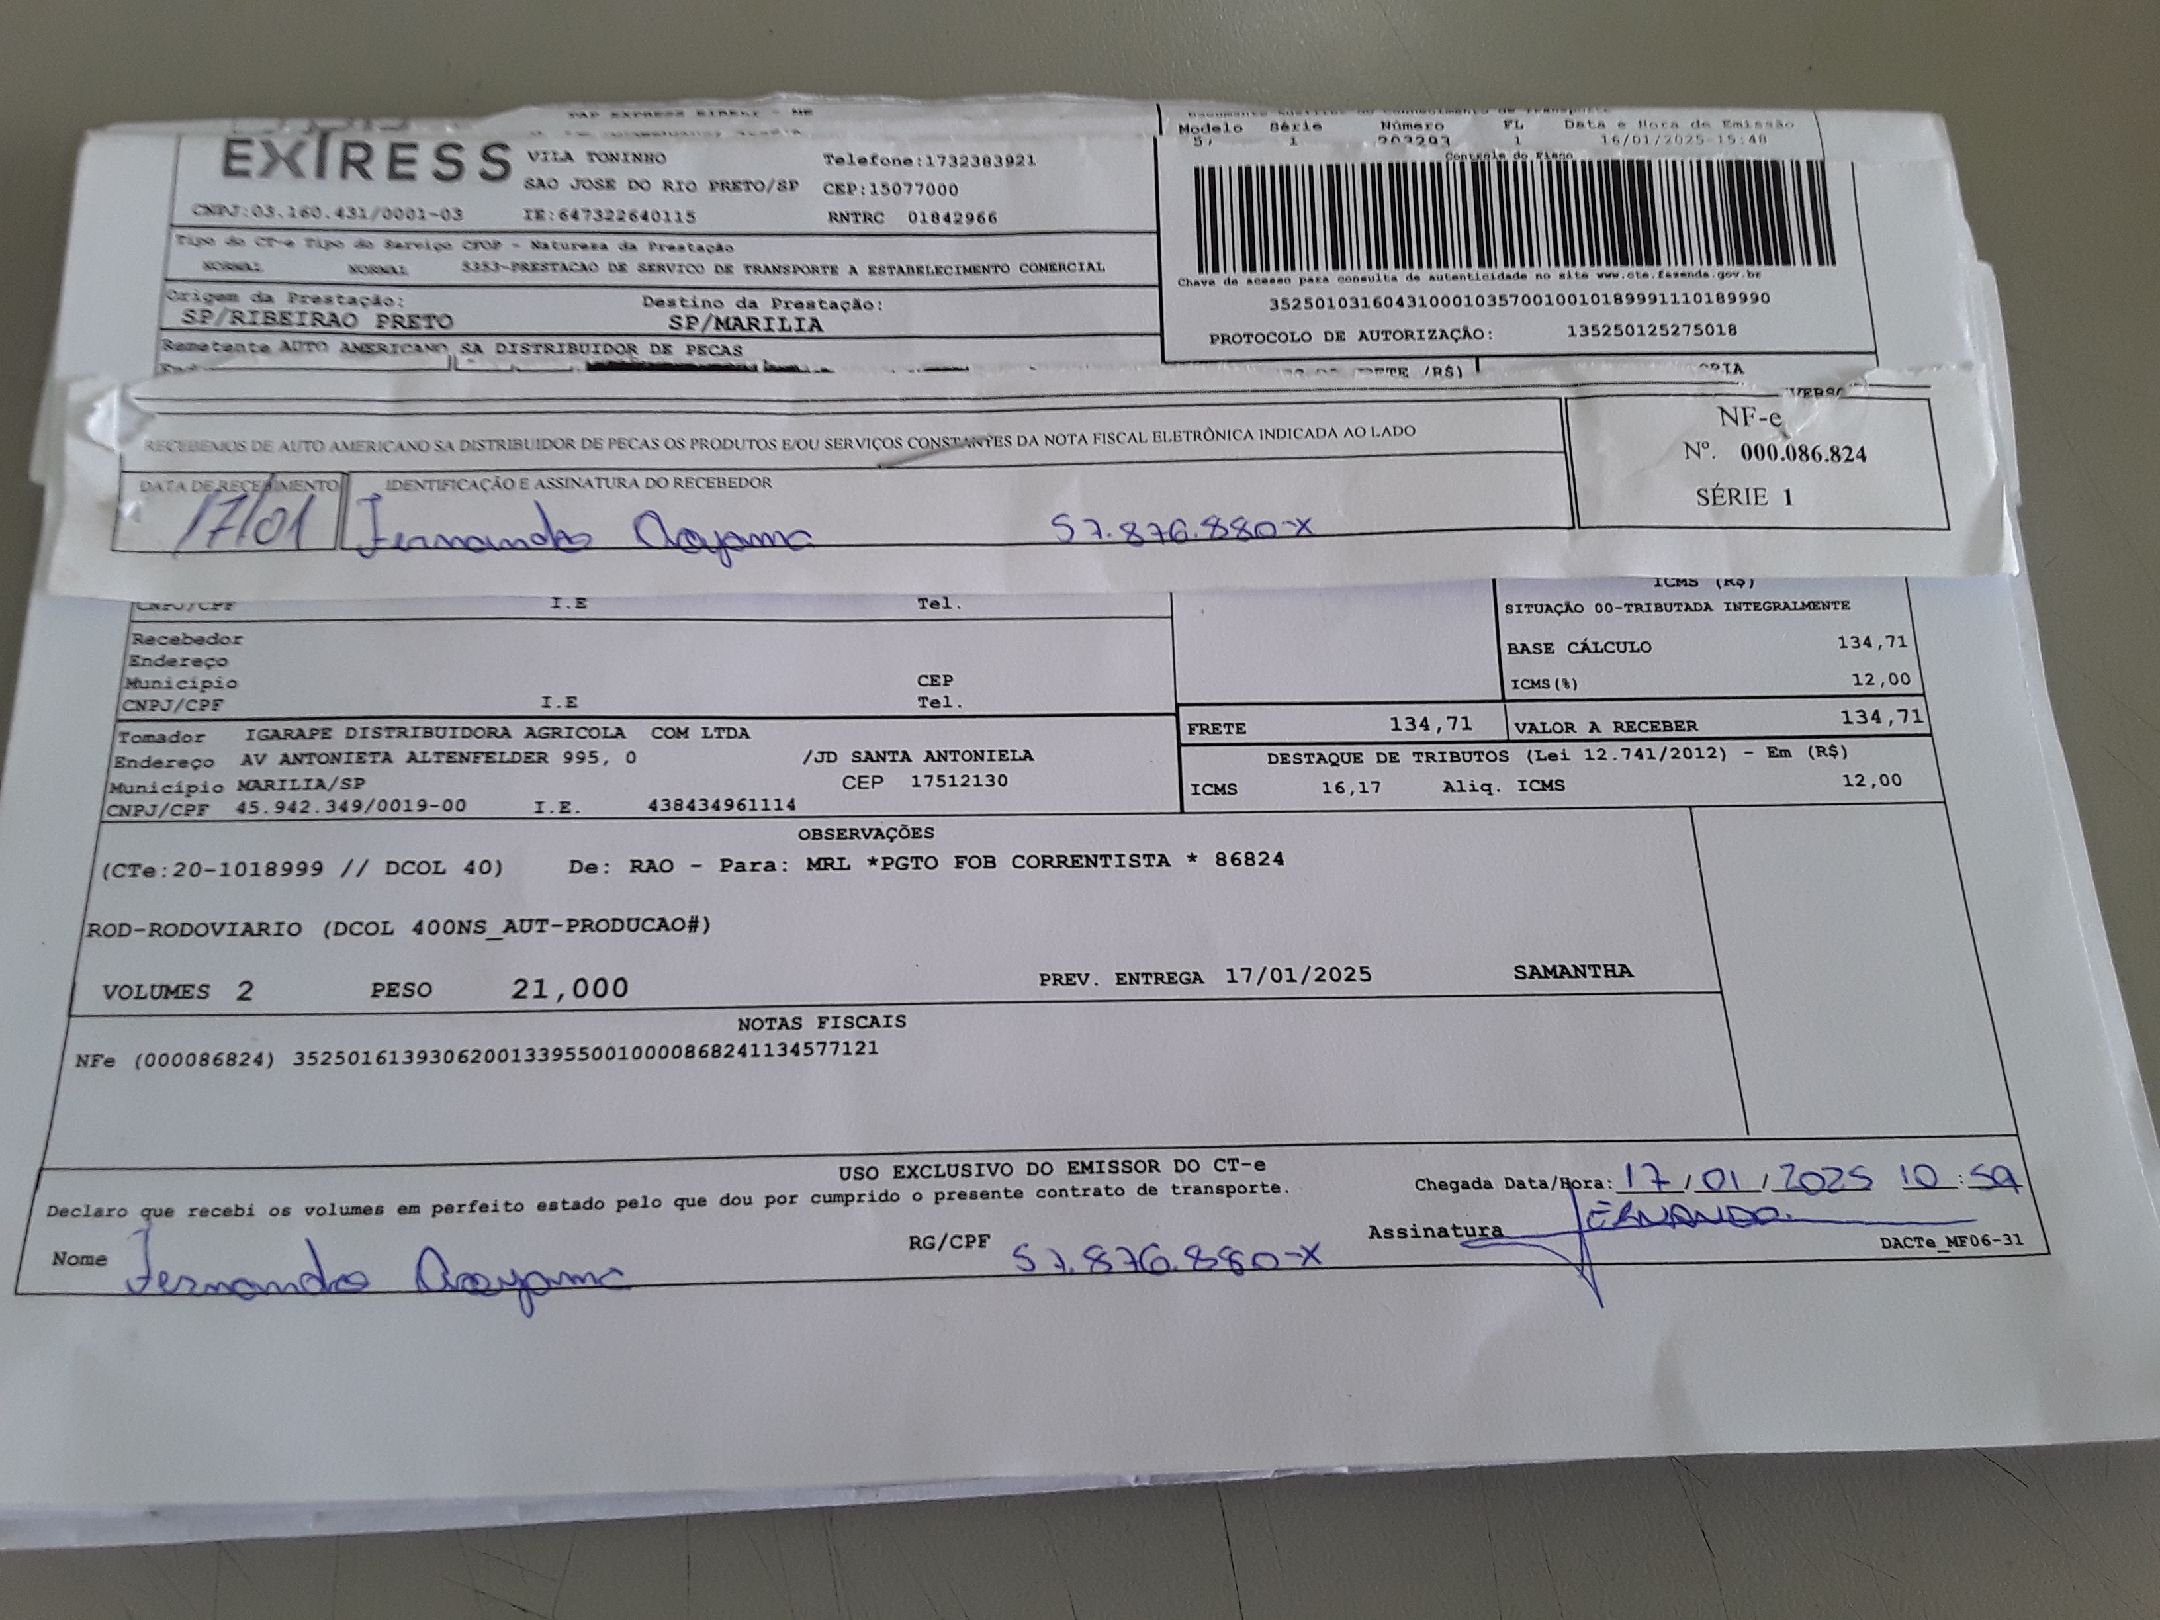 EXPRESS
VILA TONINHO Telefone:1732383921
SAO JOSE DO RIO PRETO/SP CEP:15077000
CNPJ:03.160.431/0001-03 IE:647322640115 RNTRC 01842966
Modelo Série Número FL Data e Hora de Emissão
1 1 16/01/2025 15:48
Controle do Fisco
Tipo do CT-e Tipo do Serviço CFOP - Natureza da Prestação
NORMAL NORMAL 5353-PRESTACAO DE SERVICO DE TRANSPORTE A ESTABELECIMENTO COMERCIAL
Chave de acesso para consulta de autenticidade no site www.cte.fazenda.gov.br
35250103160431000103570010010189991110189990
PROTOCOLO DE AUTORIZAÇÃO: 135250125275018
Origem da Prestação: Destino da Prestação:
SP/RIBEIRAO PRETO SP/MARILIA
Remetente AUTO AMERICANO SA DISTRIBUIDOR DE PECAS
RECEBEMOS DE AUTO AMERICANO SA DISTRIBUIDOR DE PECAS OS PRODUTOS E/OU SERVIÇOS CONSTANTES DA NOTA FISCAL ELETRÔNICA INDICADA AO LADO
NF-e
Nº. 000.086.824
SÉRIE 1
DATA DE RECEBIMENTO IDENTIFICAÇÃO E ASSINATURA DO RECEBEDOR
17/01 Fernando 57.876.880-X
CNPJ/CPF I.E Tel.
ICMS (R$)
SITUAÇÃO 00-TRIBUTADA INTEGRALMENTE
BASE CÁLCULO 134,71
ICMS(%) 12,00
Recebedor
Endereço
Município CEP
CNPJ/CPF I.E Tel.
FRETE 134,71 VALOR A RECEBER 134,71
DESTAQUE DE TRIBUTOS (Lei 12.741/2012) - Em (R$)
ICMS 16,17 Aliq. ICMS 12,00
Tomador IGARAPE DISTRIBUIDORA AGRICOLA COM LTDA
Endereço AV ANTONIETA ALTENFELDER 995, 0 /JD SANTA ANTONIELA
Município MARILIA/SP CEP 17512130
CNPJ/CPF 45.942.349/0019-00 I.E. 438434961114
OBSERVAÇÕES
(CTe:20-1018999 // DCOL 40) De: RAO - Para: MRL *PGTO FOB CORRENTISTA * 86824
ROD-RODOVIARIO (DCOL 400NS_AUT-PRODUCAO#)
VOLUMES 2 PESO 21,000 PREV. ENTREGA 17/01/2025 SAMANTHA
NOTAS FISCAIS
NFe (000086824) 35250161393062001339550010000868241134577121
USO EXCLUSIVO DO EMISSOR DO CT-e
Declaro que recebi os volumes em perfeito estado pelo que dou por cumprido o presente contrato de transporte.
Chegada Data/Hora: 17/01/2025 10:59
Nome Fernando RG/CPF 57.876.880-X Assinatura FERNANDO
DACTe_MF06-31